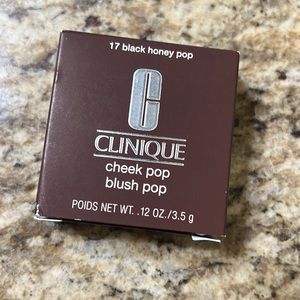 17 black honey pop
CLINIQUE
cheek pop
blush pop
POIDS NET WT. .12 OZ./3.5 g